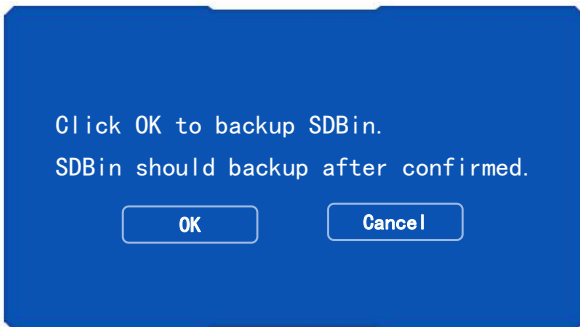 Click OK to backup SDBin.
SDBin should backup after confirmed.
OK Cancel